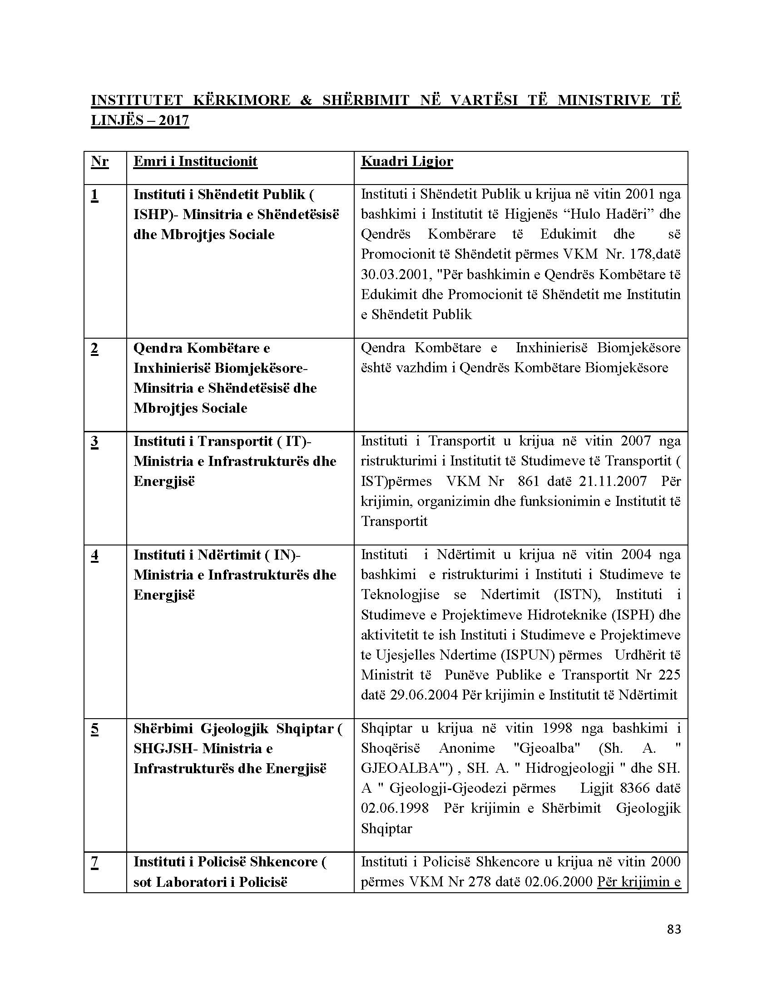 INSTITUTET KËRKIMORE & SHËRBIMIT NË VARTËSI TË MINISTRIVE TË
LINJËS – 2017
Nr
Emri i Institucionit
Kuadri Ligjor
1
Instituti i Shëndetit Publik (
ISHP)- Minsitria e Shëndetësisë
dhe Mbrojtjes Sociale
Instituti i Shëndetit Publik u krijua në vitin 2001 nga
bashkimi i Institutit të Higjenës “Hulo Hadëri” dhe
Qendrës Kombërare të Edukimit dhe së
Promocionit të Shëndetit përmes VKM Nr. 178,datë
30.03.2001, "Për bashkimin e Qendrës Kombëtare të
Edukimit dhe Promocionit të Shëndetit me Institutin
e Shëndetit Publik
2
Qendra Kombëtare e
Inxhinierisë Biomjekësore-
Minsitria e Shëndetësisë dhe
Mbrojtjes Sociale
Qendra Kombëtare e Inxhinierisë Biomjekësore
është vazhdim i Qendrës Kombëtare Biomjekësore
3
Instituti i Transportit ( IT)-
Ministria e Infrastrukturës dhe
Energjisë
Instituti i Transportit u krijua në vitin 2007 nga
ristrukturimi i Institutit të Studimeve të Transportit (
IST)përmes VKM Nr 861 datë 21.11.2007 Për
krijimin, organizimin dhe funksionimin e Institutit të
Transportit
4
Instituti i Ndërtimit ( IN)-
Ministria e Infrastrukturës dhe
Energjisë
Instituti i Ndërtimit u krijua në vitin 2004 nga
bashkimi e ristrukturimi i Instituti i Studimeve te
Teknologjise se Ndertimit (ISTN), Instituti i
Studimeve e Projektimeve Hidroteknike (ISPH) dhe
aktivitetit te ish Instituti i Studimeve e Projektimeve
te Ujesjelles Ndertime (ISPUN) përmes Urdhërit të
Ministrit të Punëve Publike e Transportit Nr 225
datë 29.06.2004 Për krijimin e Institutit të Ndërtimit
5
Shërbimi Gjeologjik Shqiptar (
SHGJSH- Ministria e
Infrastrukturës dhe Energjisë
Shqiptar u krijua në vitin 1998 nga bashkimi i
Shoqërisë Anonime "Gjeoalba" (Sh. A. "
GJEOALBA"') , SH. A. " Hidrogjeologji " dhe SH.
A " Gjeologji-Gjeodezi përmes Ligjit 8366 datë
02.06.1998 Për krijimin e Shërbimit Gjeologjik
Shqiptar
7
Instituti i Policisë Shkencore (
sot Laboratori i Policisë
Instituti i Policisë Shkencore u krijua në vitin 2000
përmes VKM Nr 278 datë 02.06.2000 Për krijimin e
83